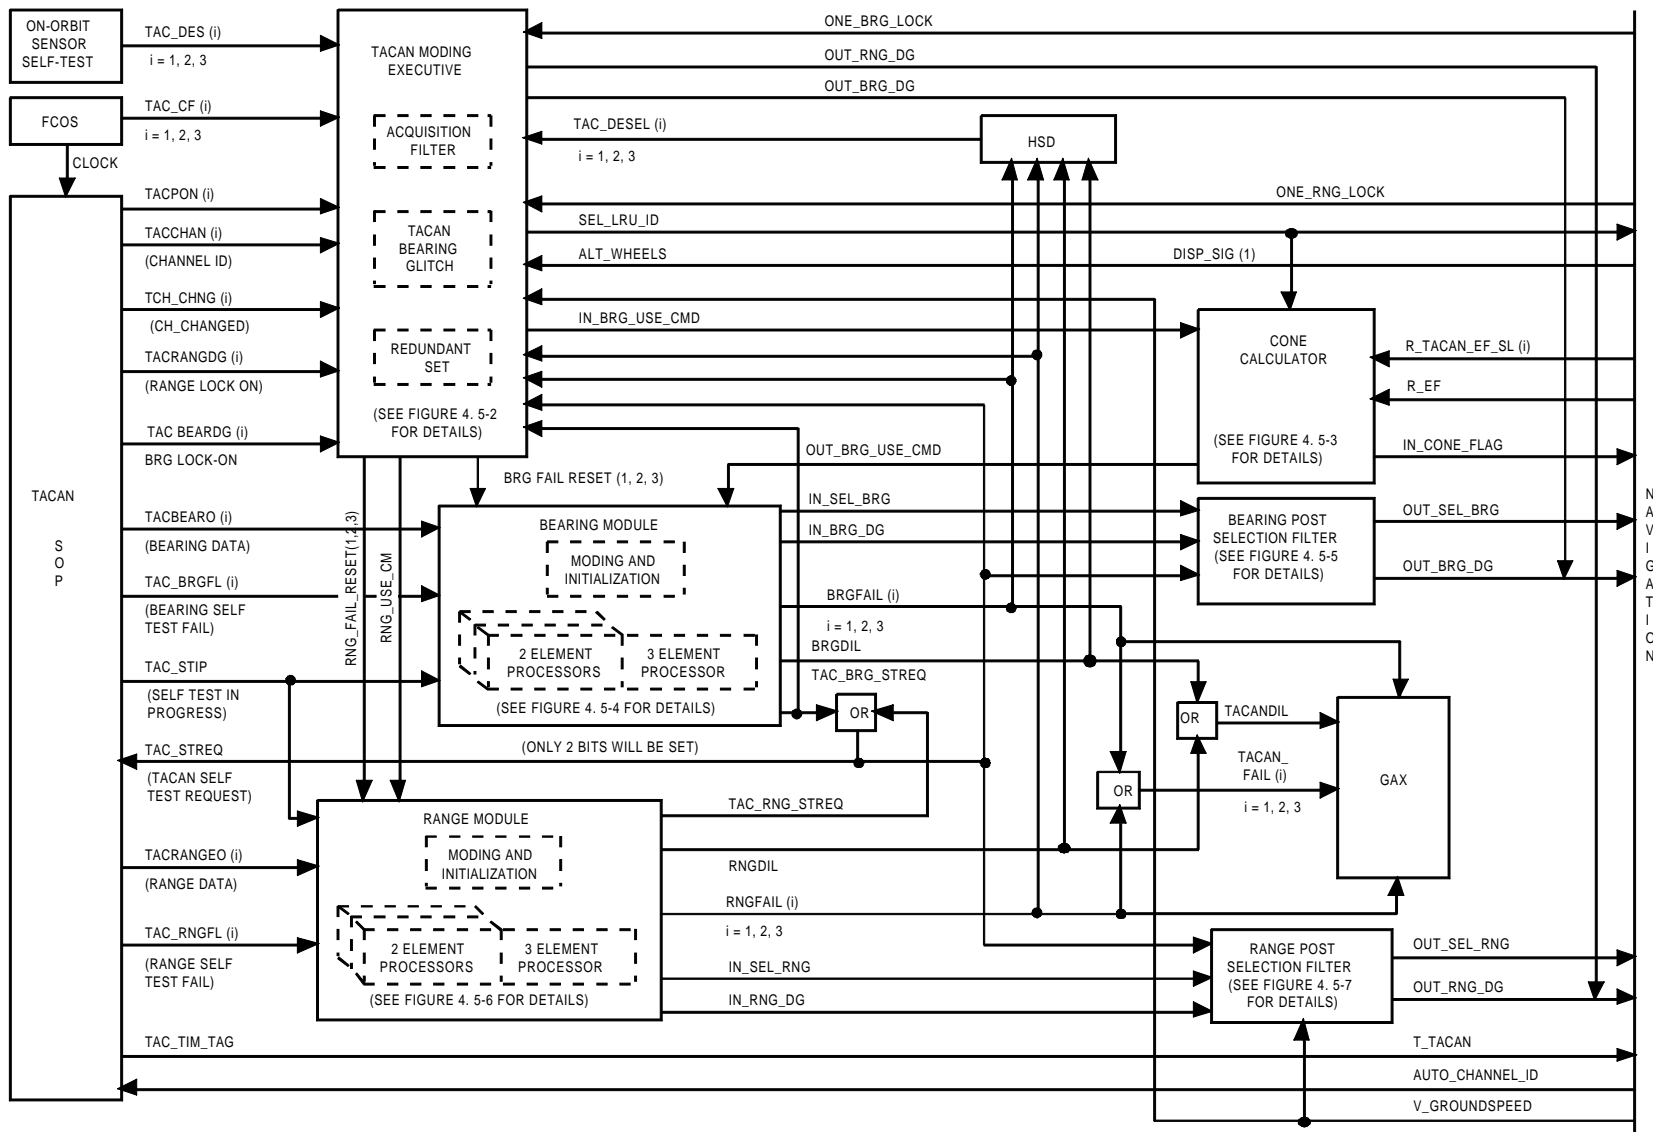 ON-ORBIT
SENSOR
SELF-TEST
TAC_DES (i)
i = 1, 2, 3
FCOS
TAC_CF (i)
i = 1, 2, 3
CLOCK
TACAN
S
O
P
TACPON (i)
TACCHAN (i)
(CHANNEL ID)
TCH_CHNG (i)
(CH_CHANGED)
TACRANGDG (i)
(RANGE LOCK ON)
TAC BEARDG (i)
BRG LOCK-ON
TACBEARO (i)
(BEARING DATA)
TAC_BRGFL (i)
(BEARING SELF
TEST FAIL)
TAC_STIP
(SELF TEST IN
PROGRESS)
TAC_STREQ
(TACAN SELF
TEST REQUEST)
TACRANGEO (i)
(RANGE DATA)
TAC_RNGFL (i)
(RANGE SELF
TEST FAIL)
TAC_TIM_TAG
TACAN MODING
EXECUTIVE
ACQUISITION
FILTER
TACAN
BEARING
GLITCH
REDUNDANT
SET
(SEE FIGURE 4. 5-2
FOR DETAILS)
ONE_BRG_LOCK
OUT_RNG_DG
OUT_BRG_DG
TAC_DESEL (i)
i = 1, 2, 3
HSD
ONE_RNG_LOCK
SEL_LRU_ID
ALT_WHEELS
DISP_SIG (1)
IN_BRG_USE_CMD
CONE
CALCULATOR
(SEE FIGURE 4. 5-3
FOR DETAILS)
R_TACAN_EF_SL (i)
R_EF
IN_CONE_FLAG
OUT_BRG_USE_CMD
BRG FAIL RESET (1, 2, 3)
RNG_FAIL_RESET(1,2,3)
RNG_USE_CM
BEARING MODULE
MODING AND
INITIALIZATION
2 ELEMENT
PROCESSORS
3 ELEMENT
PROCESSOR
(SEE FIGURE 4. 5-4 FOR DETAILS)
IN_SEL_BRG
IN_BRG_DG
BRGFAIL (i)
i = 1, 2, 3
BRGDIL
TAC_BRG_STREQ
OR
(ONLY 2 BITS WILL BE SET)
BEARING POST
SELECTION FILTER
(SEE FIGURE 4. 5-5
FOR DETAILS)
OUT_SEL_BRG
OUT_BRG_DG
OR
TACANDIL
TACAN_
FAIL (i)
i = 1, 2, 3
OR
GAX
RANGE MODULE
MODING AND
INITIALIZATION
2 ELEMENT
PROCESSORS
3 ELEMENT
PROCESSOR
(SEE FIGURE 4. 5-6 FOR DETAILS)
TAC_RNG_STREQ
RNGDIL
RNGFAIL (i)
i = 1, 2, 3
IN_SEL_RNG
IN_RNG_DG
RANGE POST
SELECTION FILTER
(SEE FIGURE 4. 5-7
FOR DETAILS)
OUT_SEL_RNG
OUT_RNG_DG
T_TACAN
AUTO_CHANNEL_ID
V_GROUNDSPEED
N
A
V
I
G
A
T
I
O
N